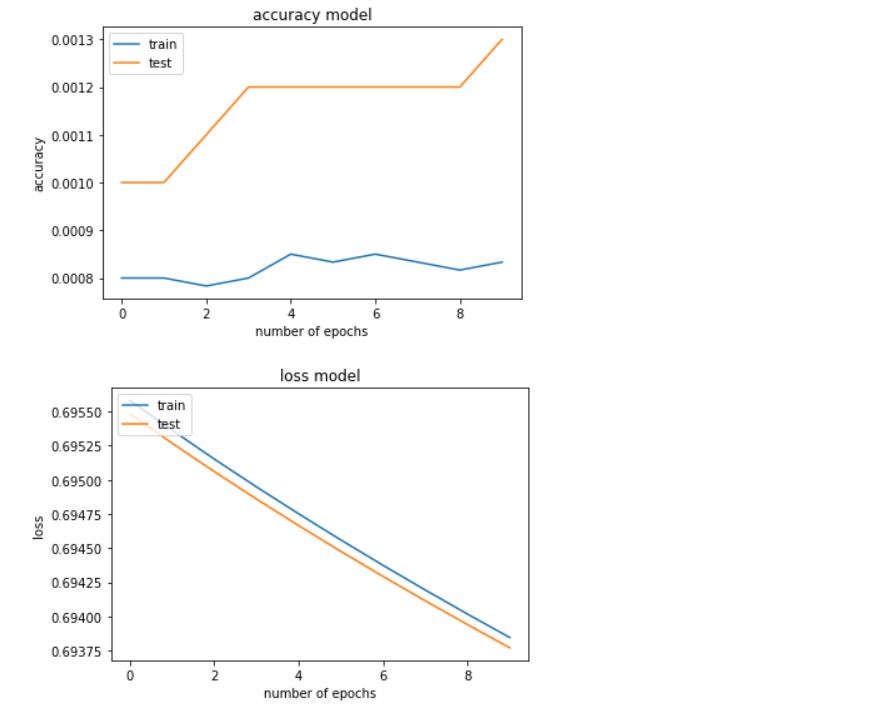 accuracy model
0.0013
0.0012
0.0011
0.0010
0.0009
0.0008
accuracy
train
test
0 2 4 6 8
number of epochs
loss model
0.69550
0.69525
0.69500
0.69475
0.69450
0.69425
0.69400
0.69375
loss
train
test
0 2 4 6 8
number of epochs